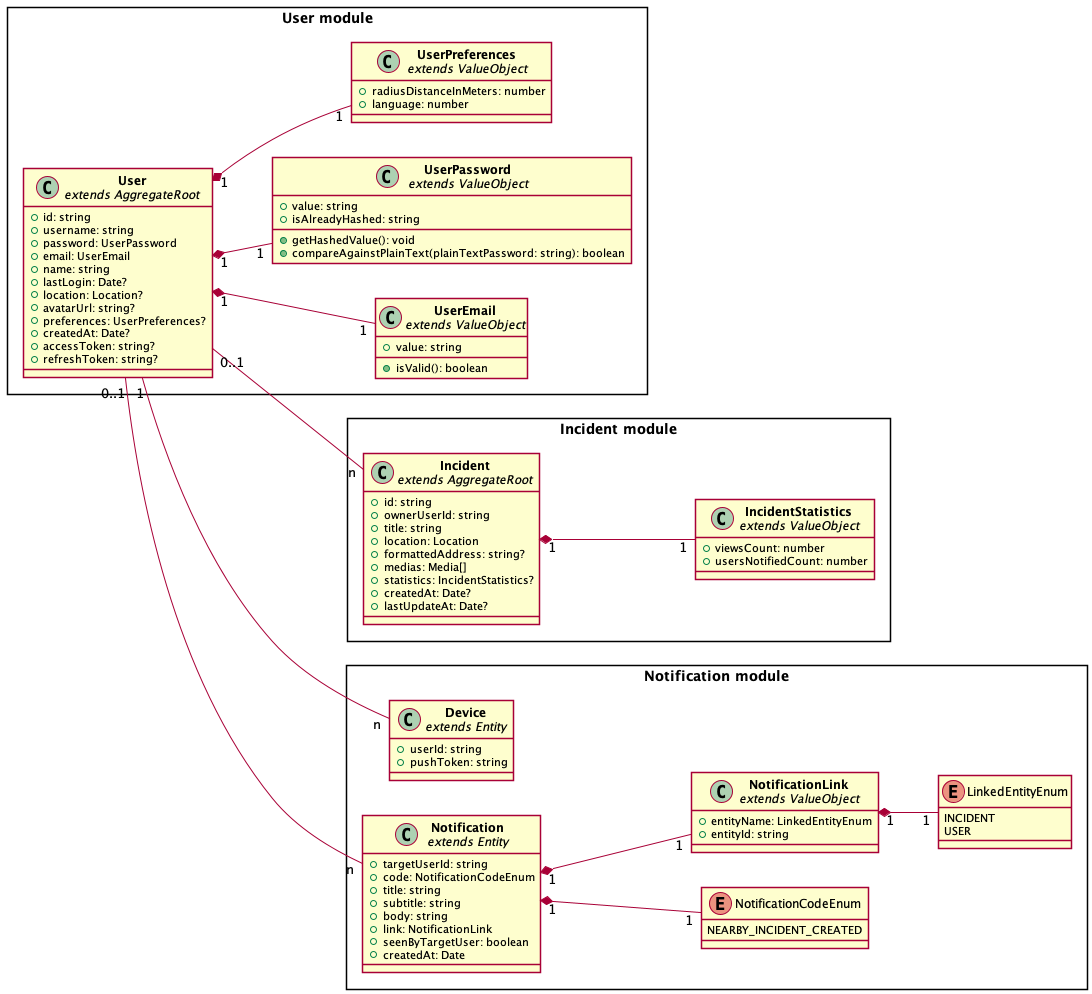 User module
C
UserPreferences
extends ValueObject
radiusDistanceInMeters: number
language: number
1
1
C
UserPassword
extends ValueObject
value: string
isAlreadyHashed: string
getHashedValue(): void
compareAgainstPlainText(plainTextPassword: string): boolean
1
1
C
User
extends AggregateRoot
id: string
username: string
password: UserPassword
email: UserEmail
name: string
lastLogin: Date?
location: Location?
avatarUrl: string?
preferences: UserPreferences?
createdAt: Date?
accessToken: string?
refreshToken: string?
C
UserEmail
extends ValueObject
value: string
isValid(): boolean
1
1
0..1
0..1
1
Incident module
n
C
Incident
extends AggregateRoot
id: string
ownerUserId: string
title: string
location: Location
formattedAddress: string?
medias: Media[]
statistics: IncidentStatistics?
createdAt: Date?
lastUpdateAt: Date?
1
1
C
IncidentStatistics
extends ValueObject
viewsCount: number
usersNotifiedCount: number
Notification module
n
C
Device
extends Entity
userId: string
pushToken: string
n
C
Notification
extends Entity
targetUserId: string
code: NotificationCodeEnum
title: string
subtitle: string
body: string
link: NotificationLink
seenByTargetUser: boolean
createdAt: Date
1
1
C
NotificationLink
extends ValueObject
entityName: LinkedEntityEnum
entityId: string
1
1
E
LinkedEntityEnum
INCIDENT
USER
1
1
E
NotificationCodeEnum
NEARBY_INCIDENT_CREATED